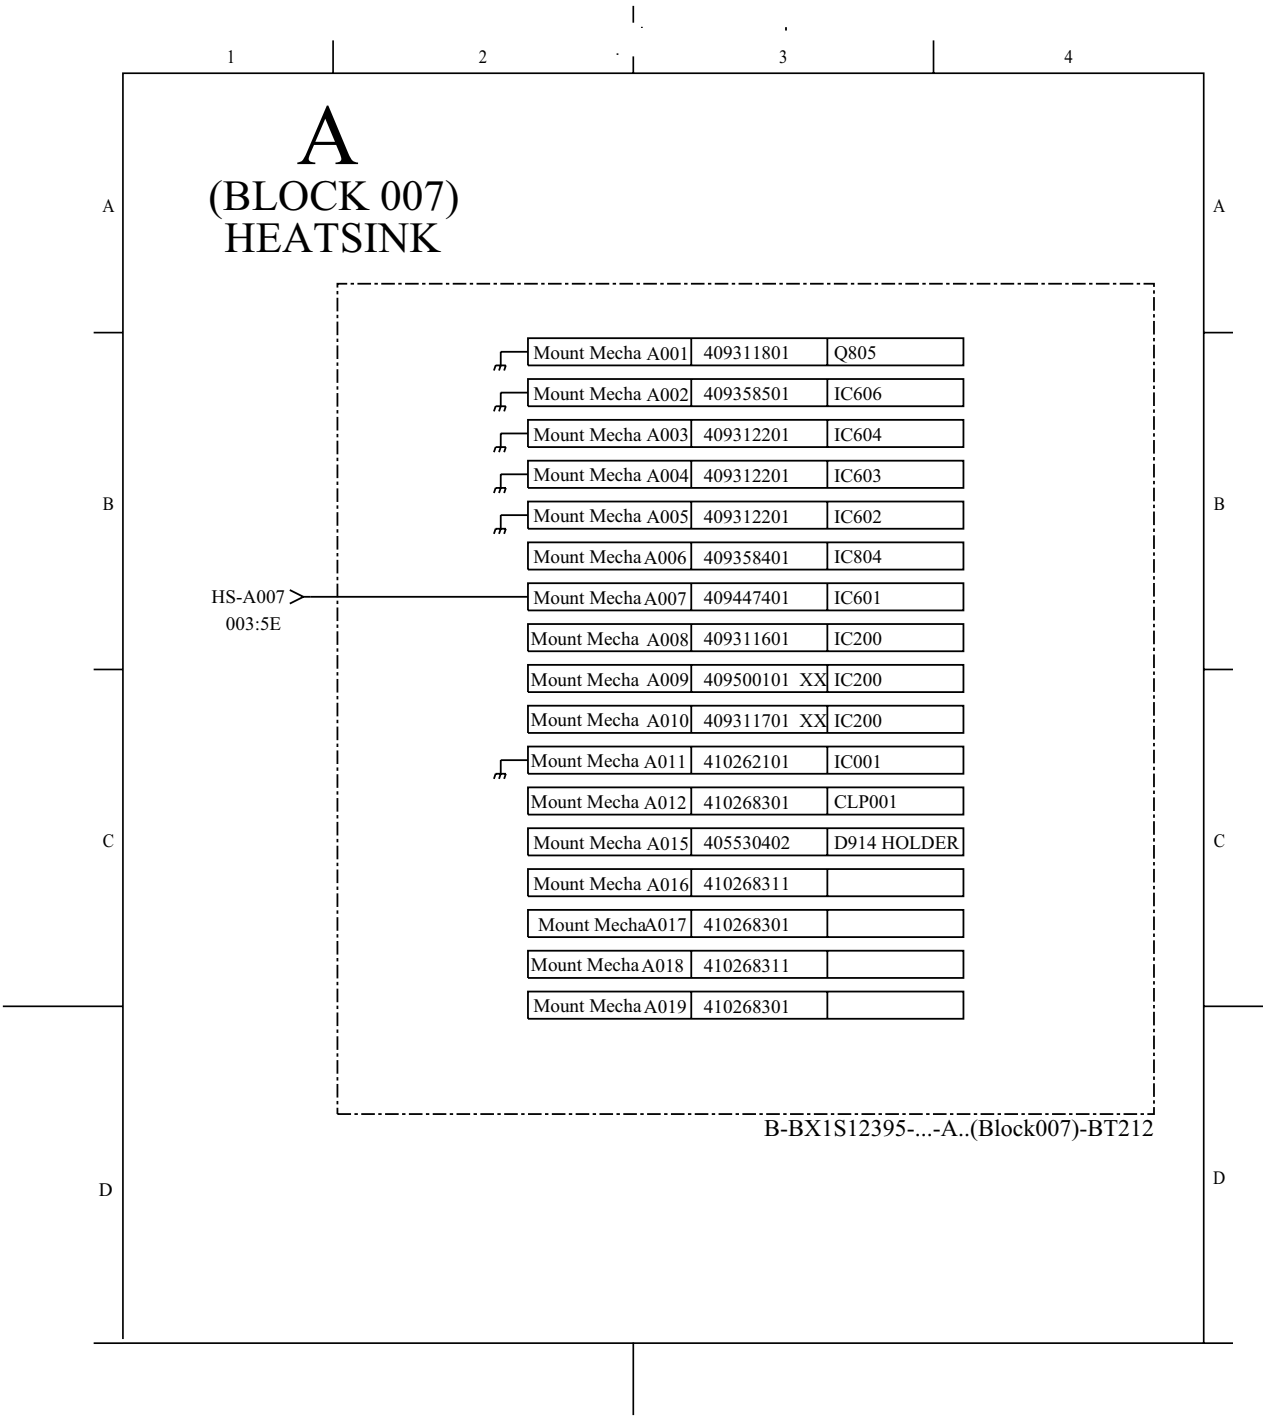 1 2 3 4
A
(BLOCK 007)
HEATSINK
A A
Mount Mecha A001 409311801 Q805
Mount Mecha A002 409358501 IC606
Mount Mecha A003 409312201 IC604
Mount Mecha A004 409312201 IC603
B B
Mount Mecha A005 409312201 IC602
Mount Mecha A006 409358401 IC804
HS-A007 Mount Mecha A007 409447401 IC601
003:5E
Mount Mecha A008 409311601 IC200
Mount Mecha A009 409500101 XX IC200
Mount Mecha A010 409311701 XX IC200
Mount Mecha A011 410262101 IC001
Mount Mecha A012 410268301 CLP001
C Mount Mecha A015 405530402 D914 HOLDER C
Mount Mecha A016 410268311
Mount Mecha A017 410268301
Mount Mecha A018 410268311
Mount Mecha A019 410268301
B-BX1S12395-...-A..(Block007)-BT212
D D